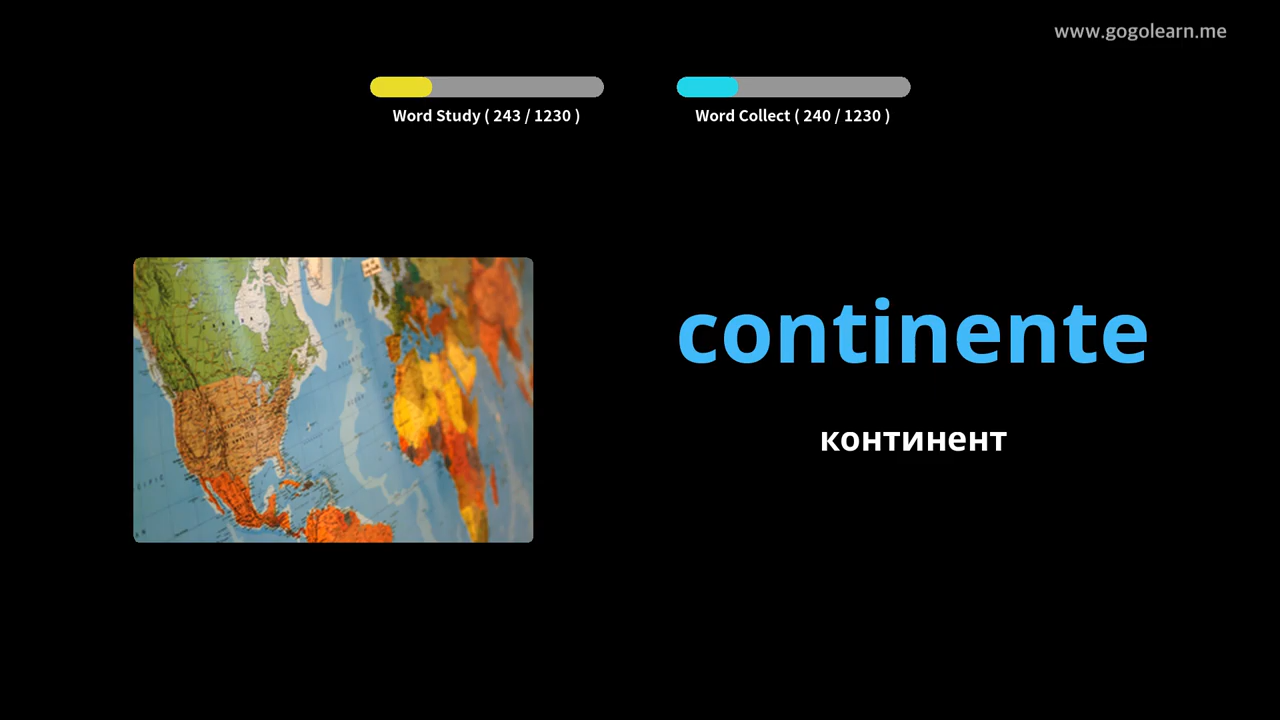 www.gogolearn.me
Word Study ( 243 / 1230 )
Word Collect ( 240 / 1230 )
continente
континент